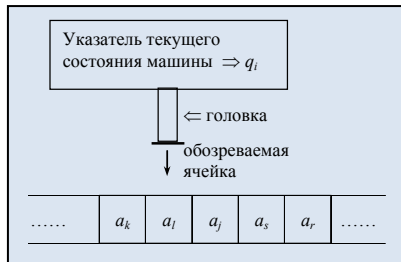 Указатель текущего
состояния машины ⇒ qᵢ
⇐ головка
обозреваемая
ячейка
…… aₖ aₗ aⱼ aₛ aᵣ ……